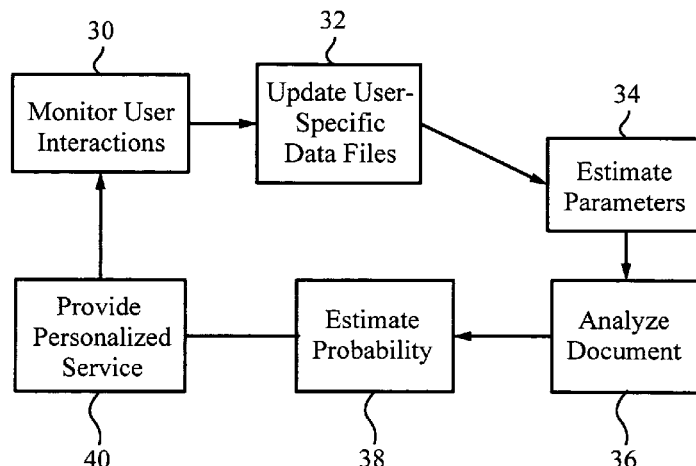 30
32
34
Monitor User
Interactions
Update User-
Specific
Data Files
Estimate
Parameters
Provide
Personalized
Service
Estimate
Probability
Analyze
Document
40
38
36